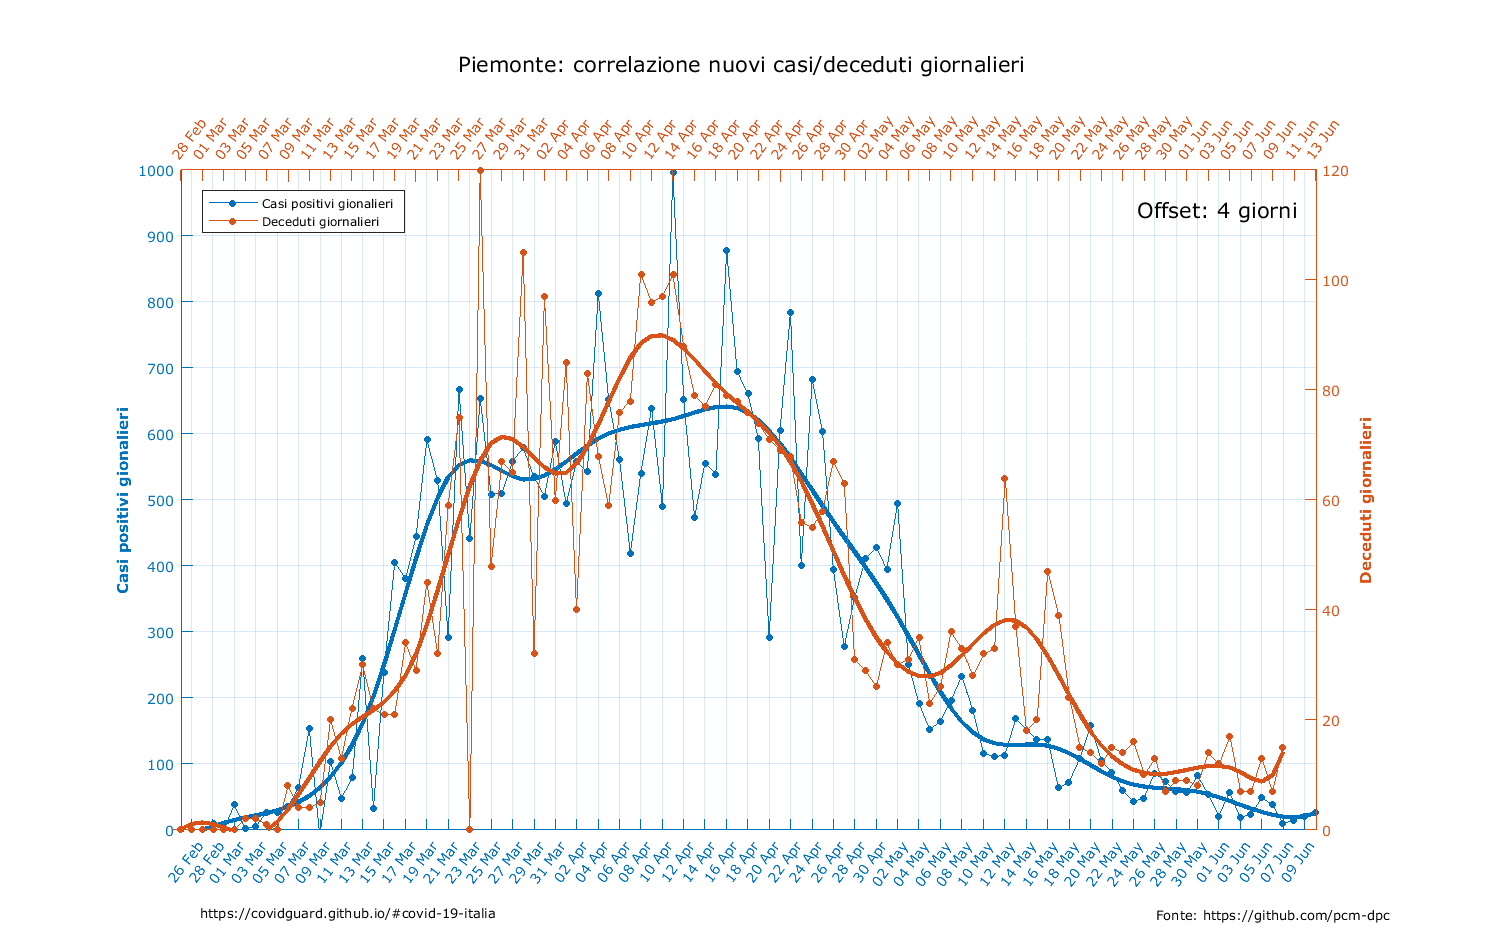 Piemonte: correlazione nuovi casi/deceduti giornalieri
28 Feb 01 Mar 03 Mar 05 Mar 07 Mar 09 Mar 11 Mar 13 Mar 15 Mar 17 Mar 19 Mar 21 Mar 23 Mar 25 Mar 27 Mar 29 Mar 31 Mar 02 Apr 04 Apr 06 Apr 08 Apr 10 Apr 12 Apr 14 Apr 16 Apr 18 Apr 20 Apr 22 Apr 24 Apr 26 Apr 28 Apr 30 Apr 02 May 04 May 06 May 08 May 10 May 12 May 14 May 16 May 18 May 20 May 22 May 24 May 26 May 28 May 30 May 01 Jun 03 Jun 05 Jun 07 Jun 09 Jun 11 Jun 13 Jun
1000
900
800
700
600
500
400
300
200
100
0
Casi positivi gionalieri
Casi positivi gionalieri
Deceduti giornalieri
Offset: 4 giorni
120
100
80
60
40
20
0
Deceduti giornalieri
26 Feb 28 Feb 01 Mar 03 Mar 05 Mar 07 Mar 09 Mar 11 Mar 13 Mar 15 Mar 17 Mar 19 Mar 21 Mar 23 Mar 25 Mar 27 Mar 29 Mar 31 Mar 02 Apr 04 Apr 06 Apr 08 Apr 10 Apr 12 Apr 14 Apr 16 Apr 18 Apr 20 Apr 22 Apr 24 Apr 26 Apr 28 Apr 30 Apr 02 May 04 May 06 May 08 May 10 May 12 May 14 May 16 May 18 May 20 May 22 May 24 May 26 May 28 May 30 May 01 Jun 03 Jun 05 Jun 07 Jun 09 Jun
https://covidguard.github.io/#covid-19-italia
Fonte: https://github.com/pcm-dpc